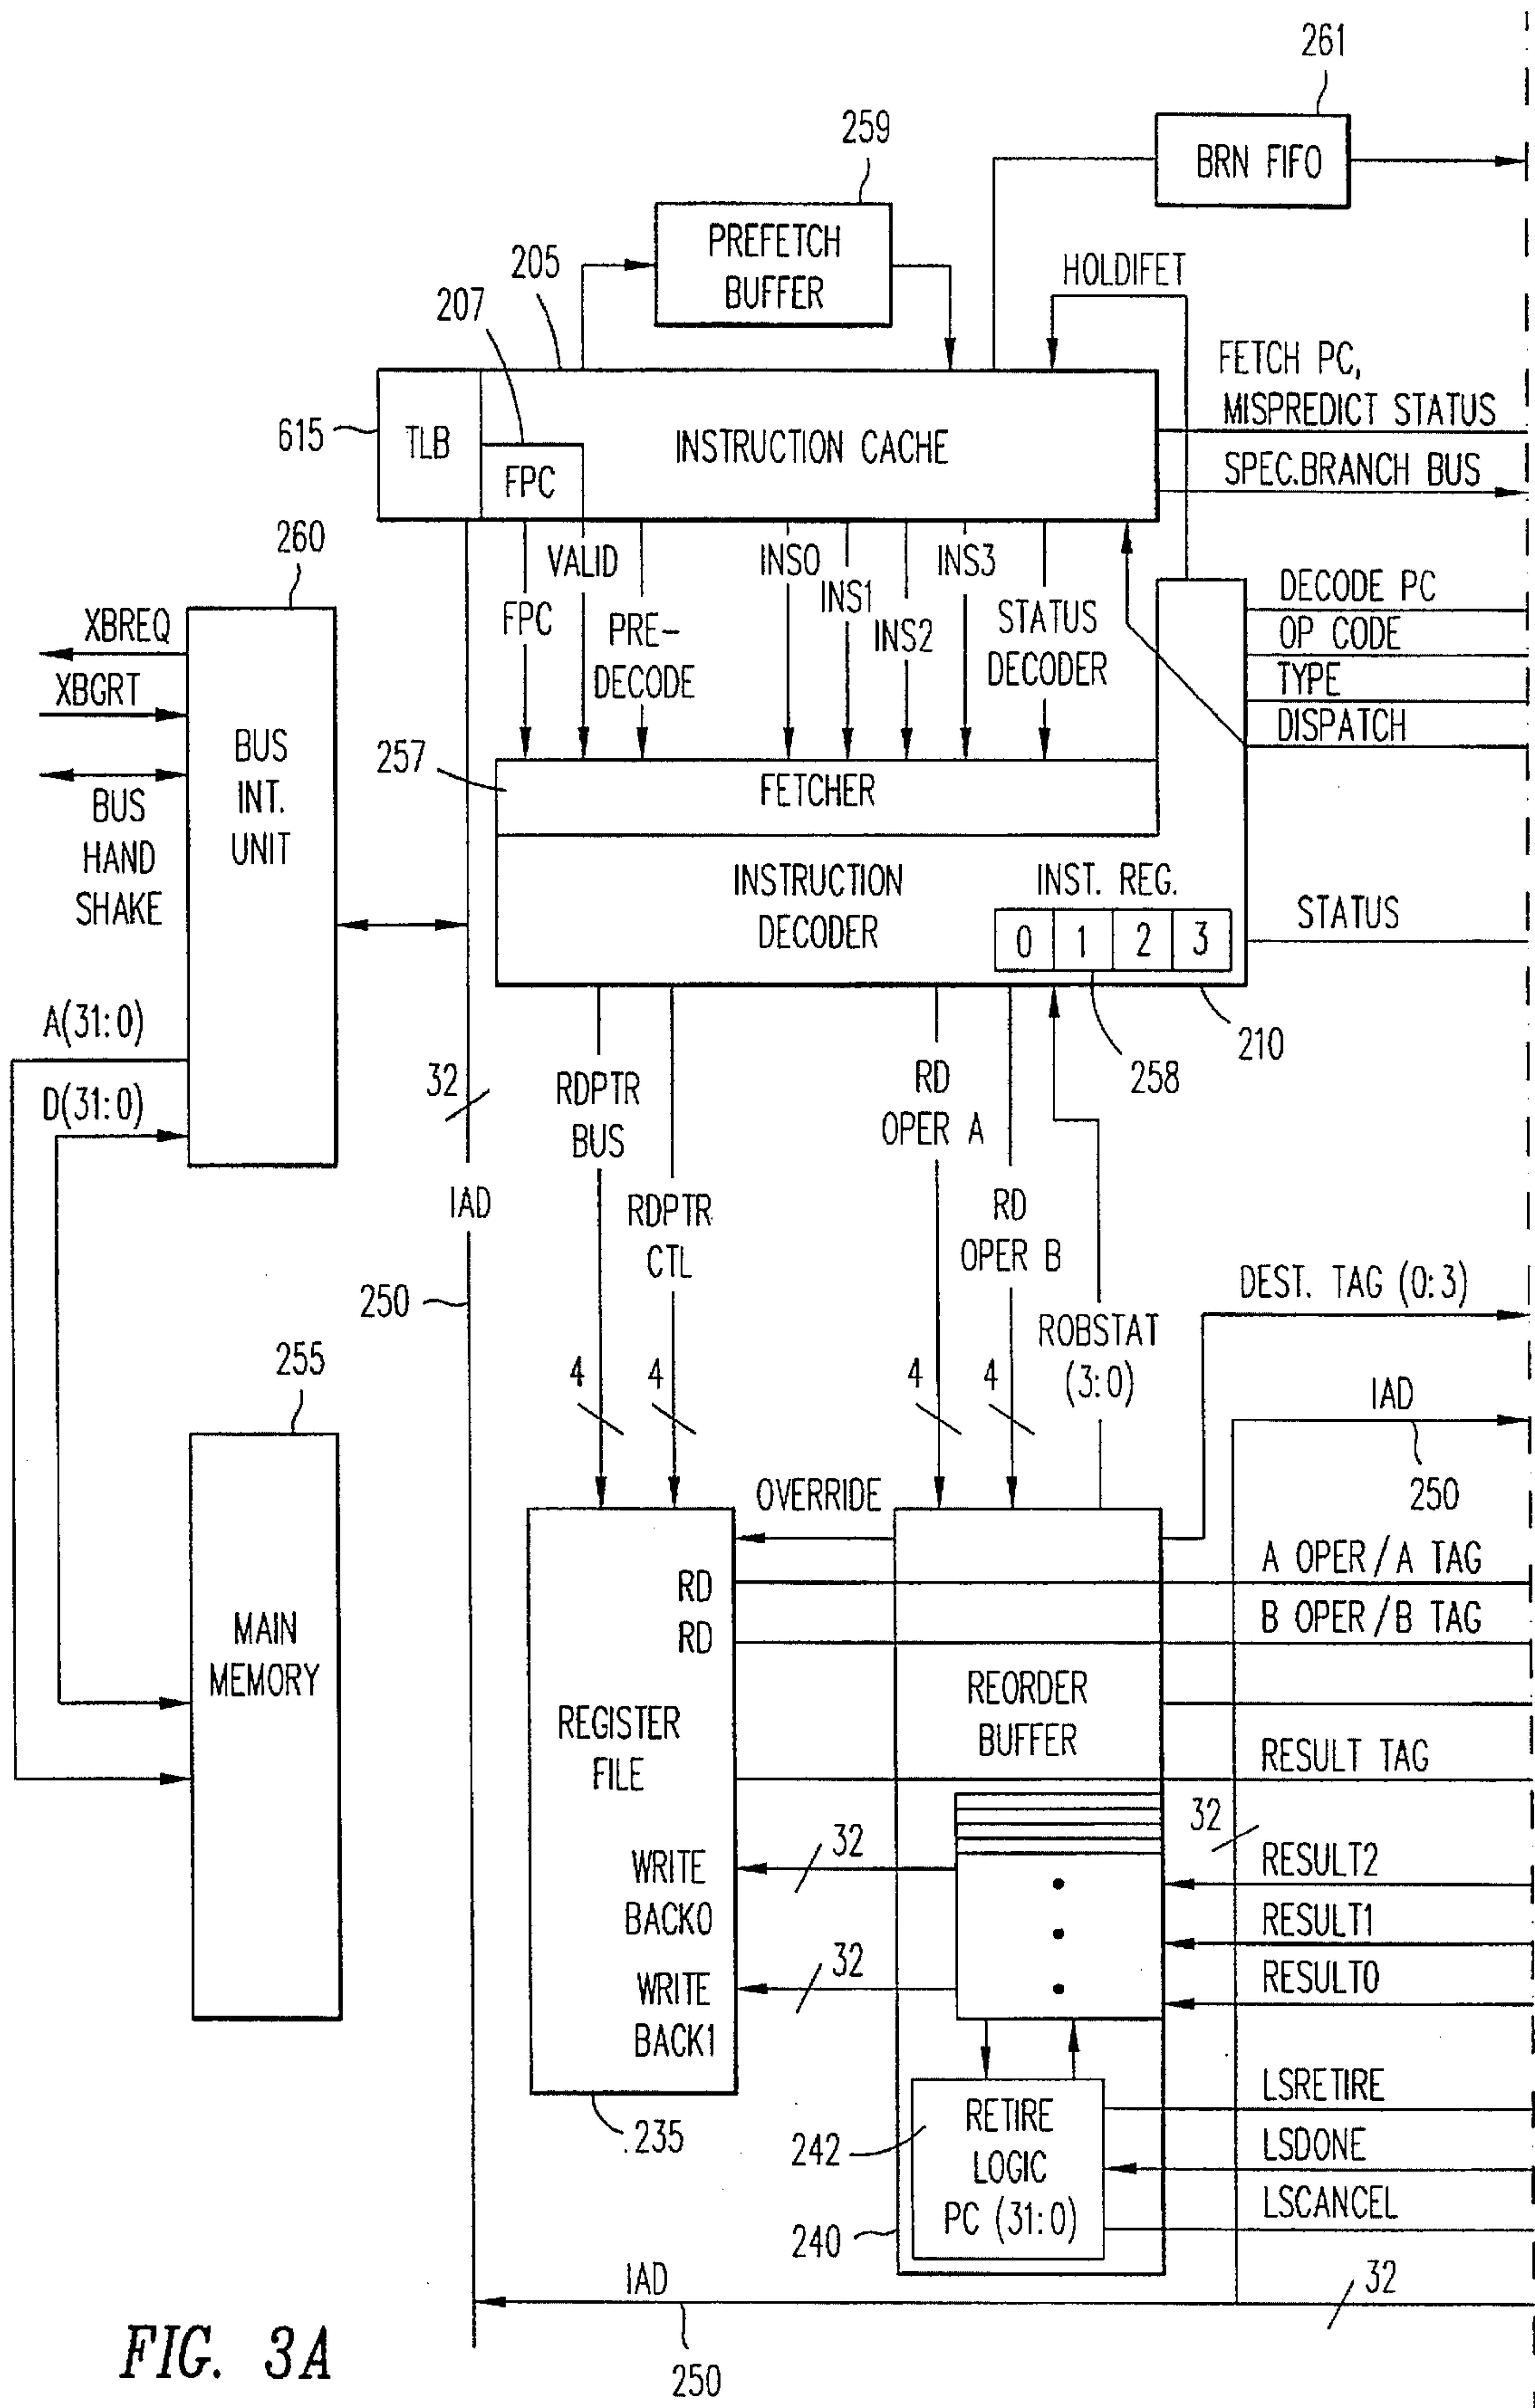 261
BRN FIFO
259
PREFETCH
BUFFER
HOLDIFET
205
207
FETCH PC,
MISPREDICT STATUS
SPEC.BRANCH BUS
615
TLB
FPC
INSTRUCTION CACHE
260
FPC
VALID
PRE-
DECODE
INS0
INS1
INS2
INS3
STATUS
DECODER
DECODE PC
OP CODE
TYPE
DISPATCH
XBREQ
XBGRT
BUS
HAND
SHAKE
BUS
INT.
UNIT
257
FETCHER
INSTRUCTION
DECODER
INST. REG.
0 1 2 3
STATUS
258
210
A(31:0)
D(31:0)
32
IAD
250
RDPTR
BUS
RDPTR
CTL
RD
OPER A
RD
OPER B
ROBSTAT
(3:0)
DEST. TAG (0:3)
4
4
4
4
IAD
250
255
MAIN
MEMORY
OVERRIDE
RD
RD
REGISTER
FILE
WRITE
BACK0
WRITE
BACK1
235
32
32
REORDER
BUFFER
A OPER/A TAG
B OPER/B TAG
RESULT TAG
32
RESULT2
RESULT1
RESULT0
RETIRE
LOGIC
PC (31:0)
242
240
LSRETIRE
LSDONE
LSCANCEL
IAD
250
32
FIG. 3A